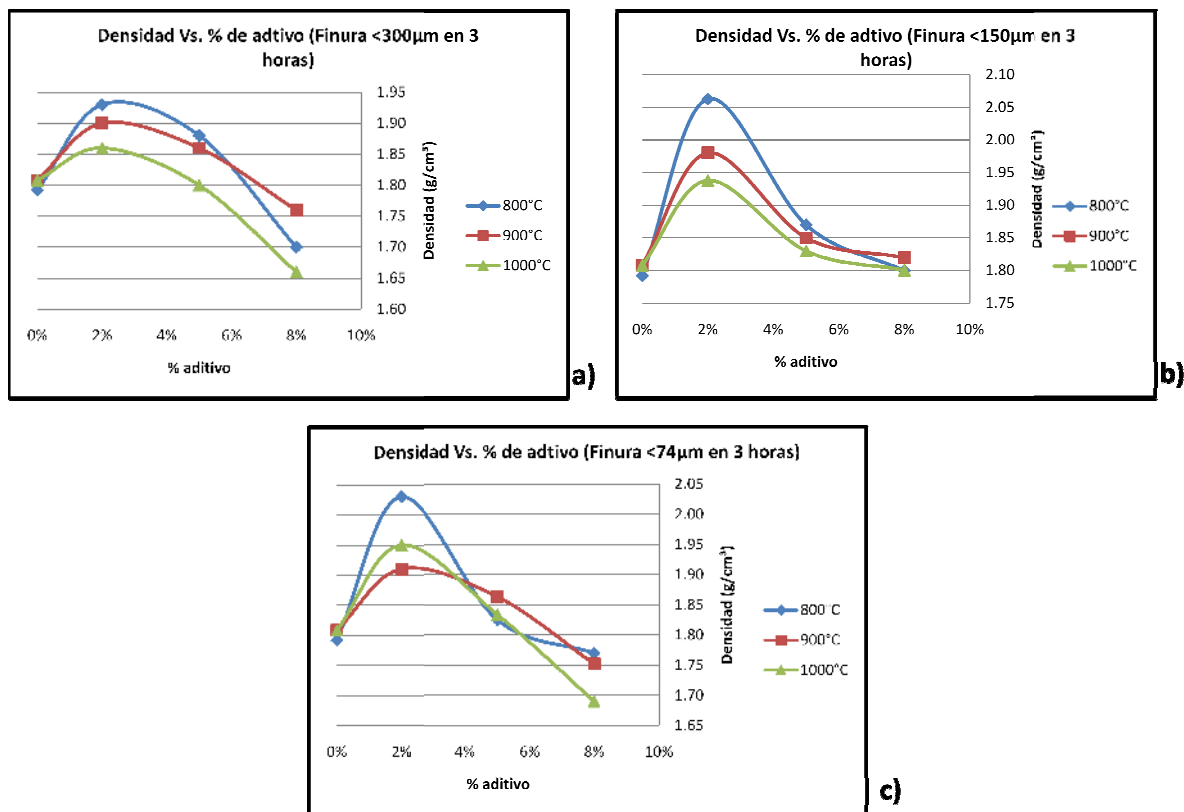 Densidad Vs. % de adtivo (Finura <300µm en 3
horas)
1.95
1.90
1.85
1.80
1.75
1.70
1.65
1.60
Densidad (g/cm³)
800°C
900°C
1000°C
0%
2%
4%
6%
8%
10%
% aditivo
a)
Densidad Vs. % de adtivo (Finura <150µm en 3
horas)
2.10
2.05
2.00
1.95
1.90
1.85
1.80
1.75
Densidad (g/cm³)
800°C
900°C
1000°C
0%
2%
4%
6%
8%
10%
% aditivo
b)
Densidad Vs. % de adtivo (Finura <74µm en 3 horas)
2.05
2.00
1.95
1.90
1.85
1.80
1.75
1.70
1.65
Densidad (g/cm³)
800°C
900°C
1000°C
0%
2%
4%
6%
8%
10%
% aditivo
c)